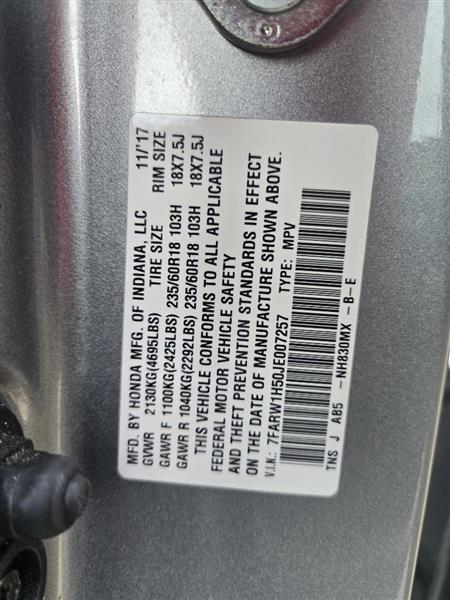 MFD. BY HONDA MFG. OF INDIANA, LLC 11/'17
GVWR 2130KG(4695LBS) TIRE SIZE RIM SIZE
GAWR F 1100KG(2425LBS) 235/60R18 103H 18X7.5J
GAWR R 1040KG(2292LBS) 235/60R18 103H 18X7.5J
THIS VEHICLE CONFORMS TO ALL APPLICABLE
FEDERAL MOTOR VEHICLE SAFETY
AND THEFT PREVENTION STANDARDS IN EFFECT
ON THE DATE OF MANUFACTURE SHOWN ABOVE.
V.I.N.: 7FARW1H50JE007257 TYPE: MPV
TNS J AB5 -NH830MX -B-E